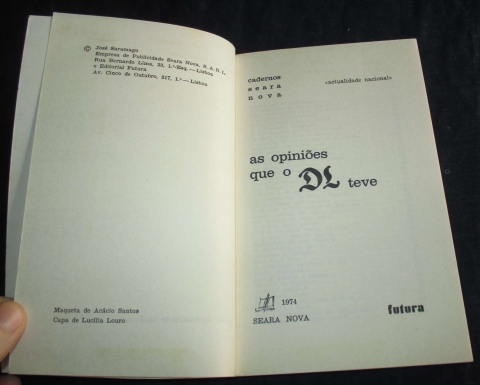 © José Saramago
Empresa de Publicidade Seara Nova, S. A. R. L.
Rua Bernardo Lima, 23, 1.º-Esq. — Lisboa
e Editorial Futura
Av. Cinco de Outubro, 317, 1.º — Lisboa
Maqueta de Acácio Santos
Capa de Lucília Louro
cadernos
seara
nova
«actualidade nacional»
as opiniões
que o DL teve
1974
SEARA NOVA
futura